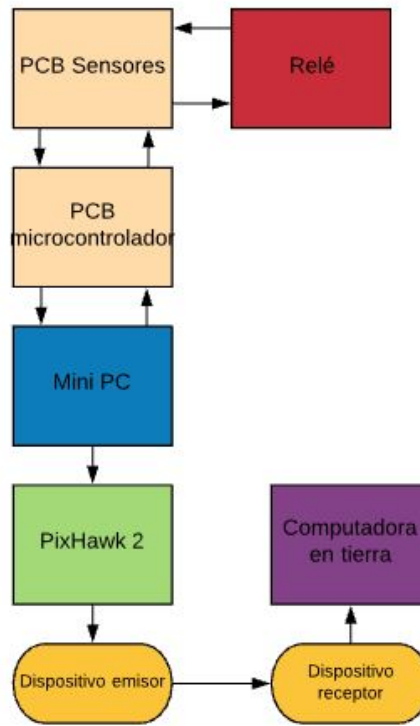 PCB Sensores
Relé
PCB
microcontrolador
Mini PC
PixHawk 2
Computadora
en tierra
Dispositivo emisor
Dispositivo
receptor